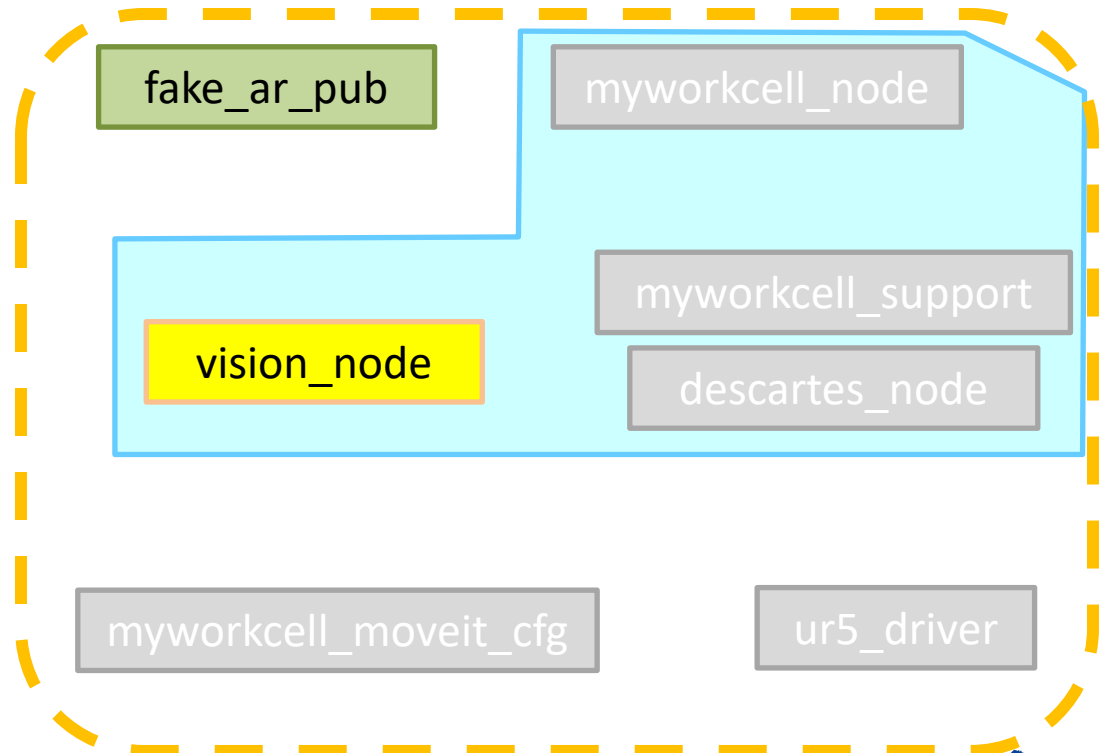 fake_ar_pub
myworkcell_node
myworkcell_support
vision_node
descartes_node
myworkcell_moveit_cfg
ur5_driver